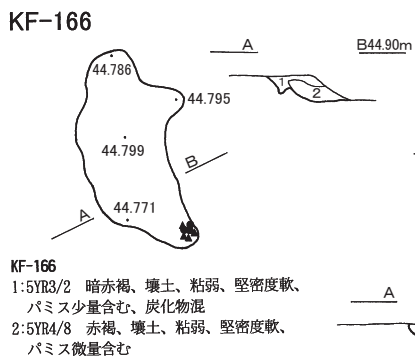 KF-166
A
B44.90m
44.786
1
2
44.795
44.799
B
44.771
A
KF-166
1:5YR3/2 暗赤褐、壌土、粘弱、堅密度軟、
パミス少量含む、炭化物混
2:5YR4/8 赤褐、壌土、粘弱、堅密度軟、
パミス微量含む
A